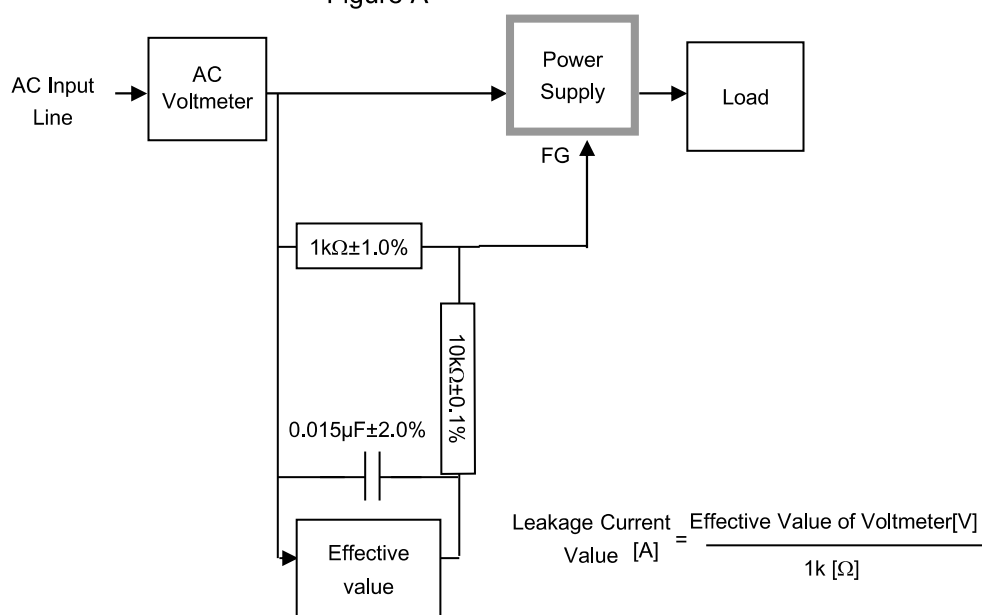 Figure A
AC Input
Line
AC
Voltmeter
Power
Supply
Load
FG
1kΩ±1.0%
10kΩ±0.1%
0.015µF±2.0%
Effective
value
Leakage Current
Value [A]
=
Effective Value of Voltmeter[V]
1k [Ω]